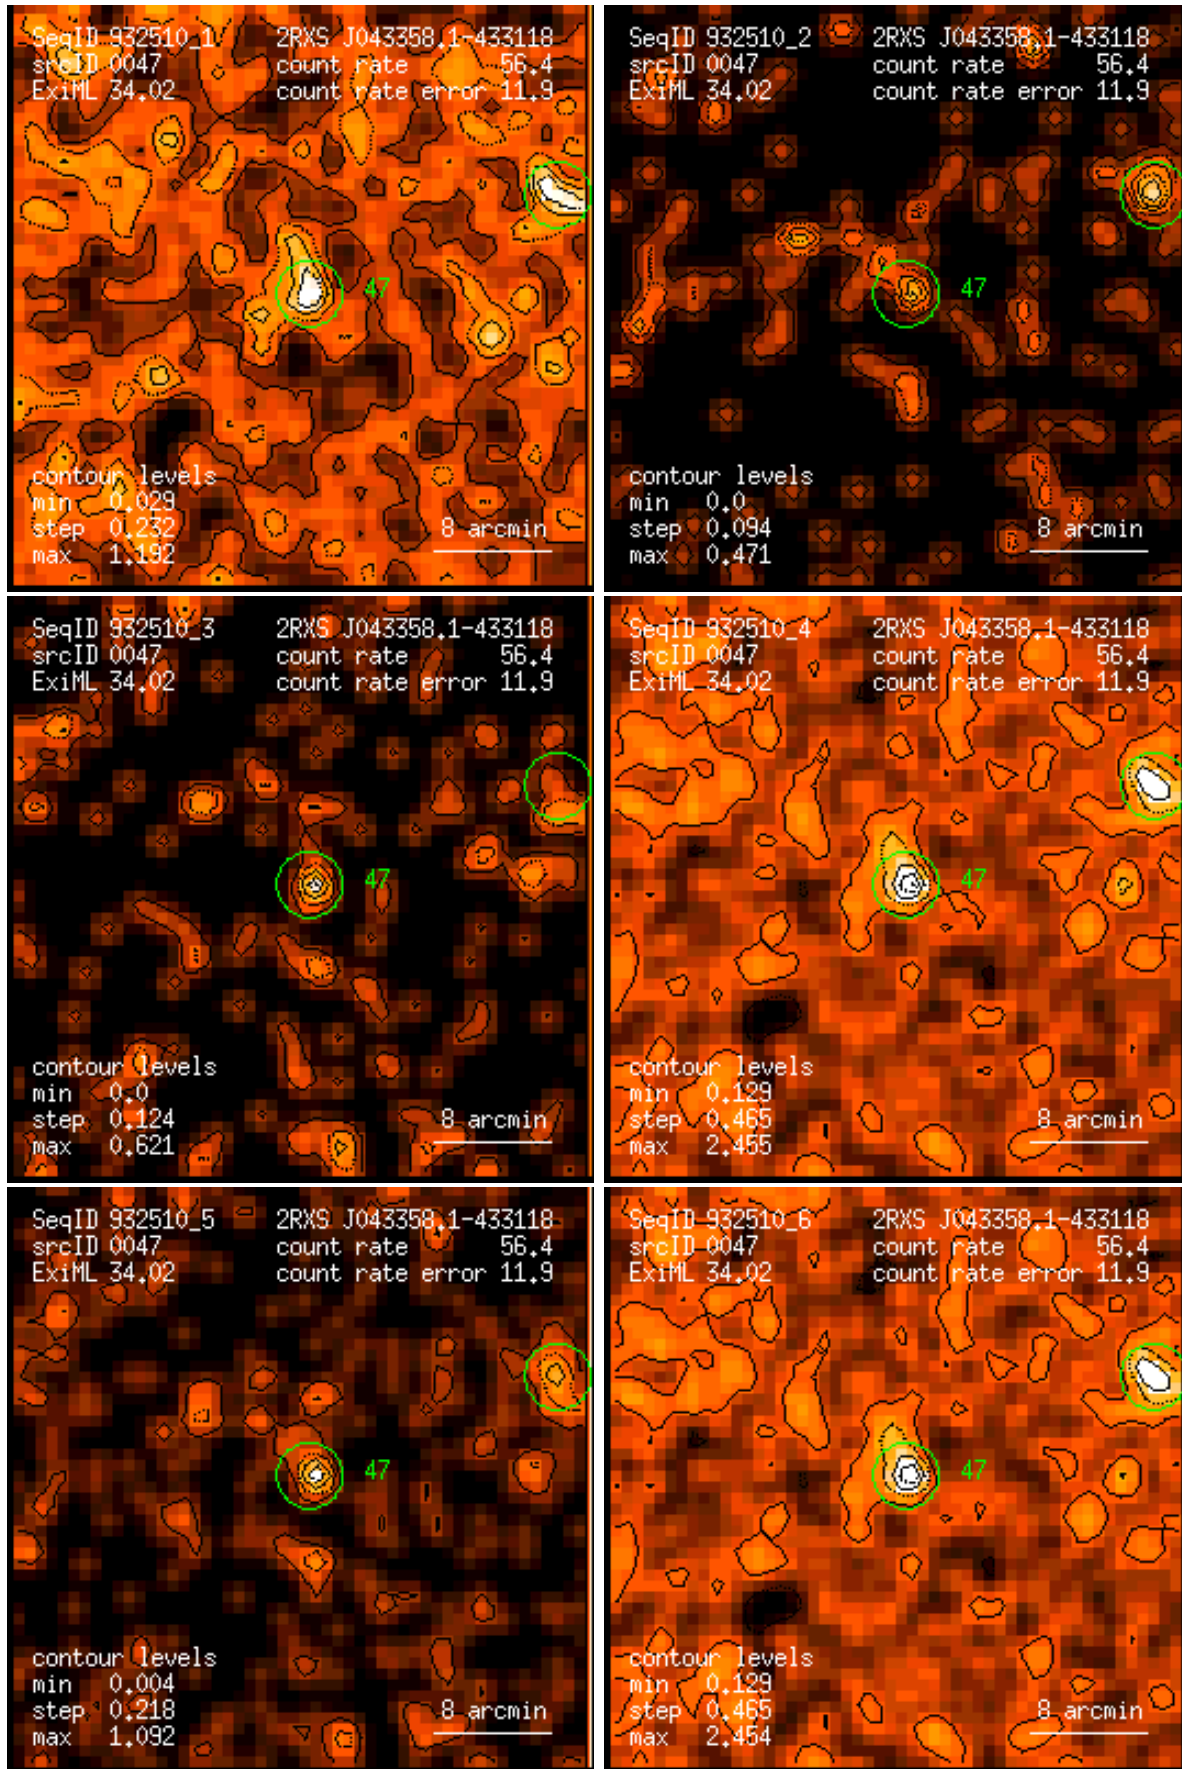 SeqID 932510_1 2RXS J043358.1-433118
srcID 0047 count rate 56.4
ExiML 34.02 count rate error 11.9
47
contour levels
min 0.029
step 0.232 8 arcmin
max 1.192
SeqID 932510_2 2RXS J043358.1-433118
srcID 0047 count rate 56.4
ExiML 34.02 count rate error 11.9
47
contour levels
min 0.0
step 0.094 8 arcmin
max 0.471
SeqID 932510_3 2RXS J043358.1-433118
srcID 0047 count rate 56.4
ExiML 34.02 count rate error 11.9
47
contour levels
min 0.0
step 0.124 8 arcmin
max 0.621
SeqID 932510_4 2RXS J043358.1-433118
srcID 0047 count rate 56.4
ExiML 34.02 count rate error 11.9
47
contour levels
min 0.129
step 0.465 8 arcmin
max 2.455
SeqID 932510_5 2RXS J043358.1-433118
srcID 0047 count rate 56.4
ExiML 34.02 count rate error 11.9
47
contour levels
min 0.004
step 0.218 8 arcmin
max 1.092
SeqID 932510_6 2RXS J043358.1-433118
srcID 0047 count rate 56.4
ExiML 34.02 count rate error 11.9
47
contour levels
min 0.129
step 0.465 8 arcmin
max 2.454